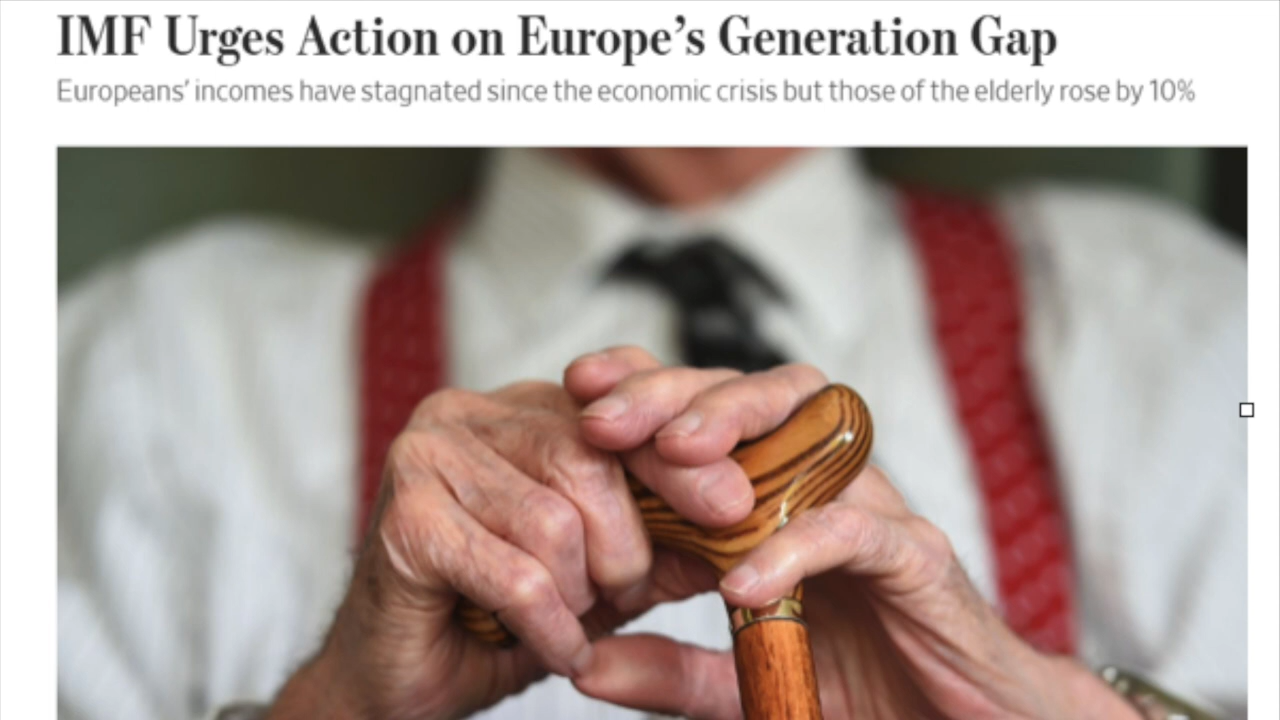 IMF Urges Action on Europe’s Generation Gap
Europeans’ incomes have stagnated since the economic crisis but those of the elderly rose by 10%